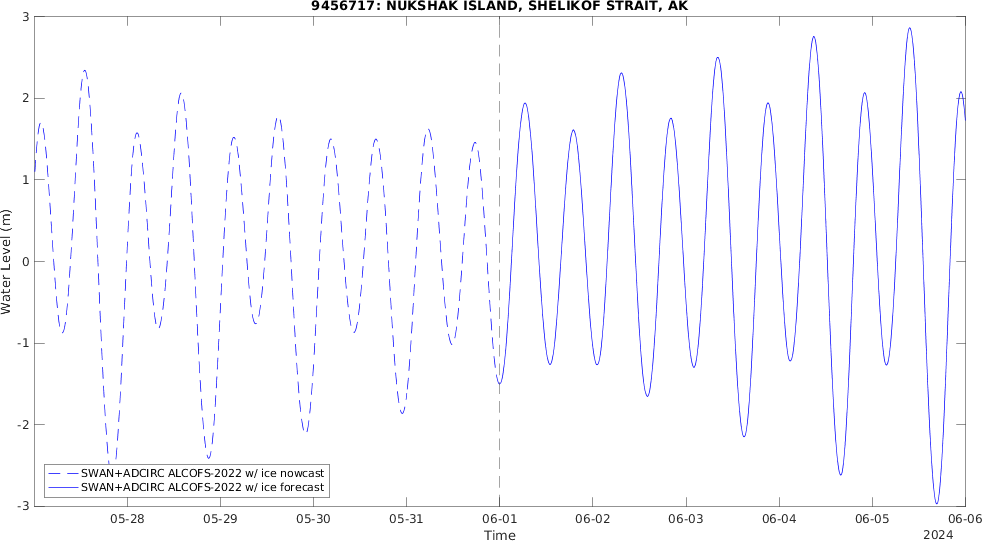 9456717: NUKSHAK ISLAND, SHELIKOF STRAIT, AK
3
2
1
0
-1
-2
-3
Water Level (m)
SWAN+ADCIRC ALCOFS-2022 w/ ice nowcast
SWAN+ADCIRC ALCOFS-2022 w/ ice forecast
05-28 05-29 05-30 05-31 06-01 06-02 06-03 06-04 06-05 06-06
Time
2024